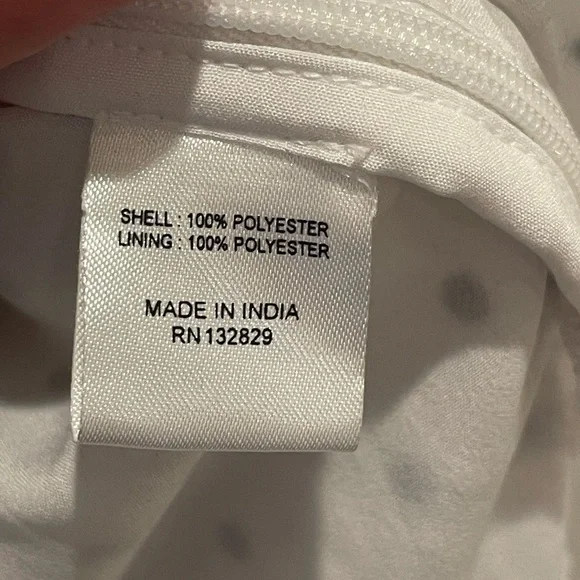 SHELL : 100% POLYESTER
LINING : 100% POLYESTER
MADE IN INDIA
RN 132829